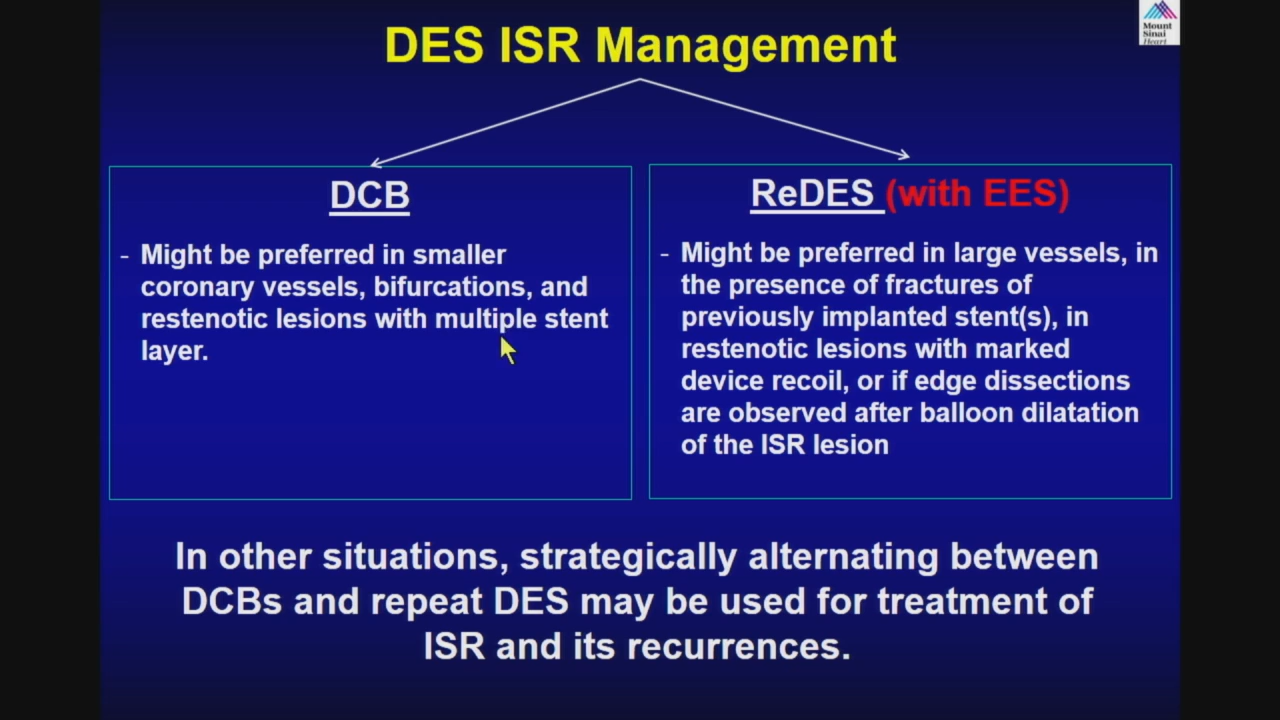 DES ISR Management
Mount
Sinai
Heart
DCB
- Might be preferred in smaller
coronary vessels, bifurcations, and
restenotic lesions with multiple stent
layer.
ReDES (with EES)
- Might be preferred in large vessels, in
the presence of fractures of
previously implanted stent(s), in
restenotic lesions with marked
device recoil, or if edge dissections
are observed after balloon dilatation
of the ISR lesion
In other situations, strategically alternating between
DCBs and repeat DES may be used for treatment of
ISR and its recurrences.